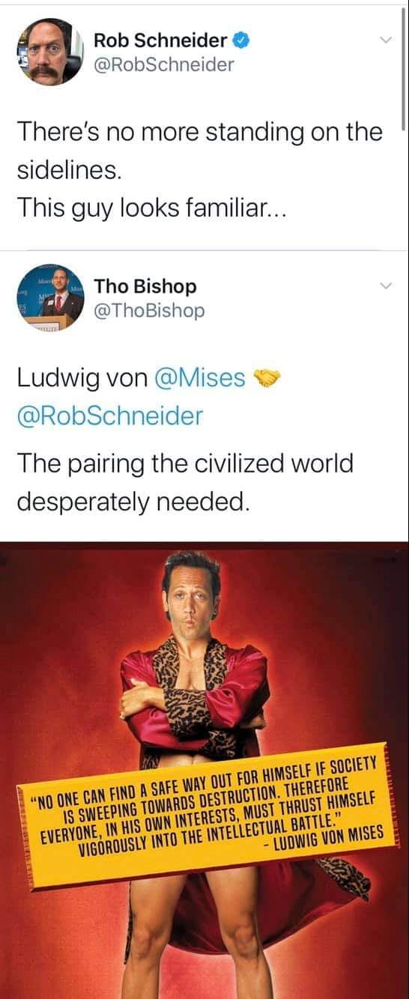 Rob Schneider
@RobSchneider
There's no more standing on the
sidelines.
This guy looks familiar...
Tho Bishop
@ThoBishop
Ludwig von @Mises 🤝
@RobSchneider
The pairing the civilized world
desperately needed.
"NO ONE CAN FIND A SAFE WAY OUT FOR HIMSELF IF SOCIETY
IS SWEEPING TOWARDS DESTRUCTION. THEREFORE
EVERYONE, IN HIS OWN INTERESTS, MUST THRUST HIMSELF
VIGOROUSLY INTO THE INTELLECTUAL BATTLE."
- LUDWIG VON MISES